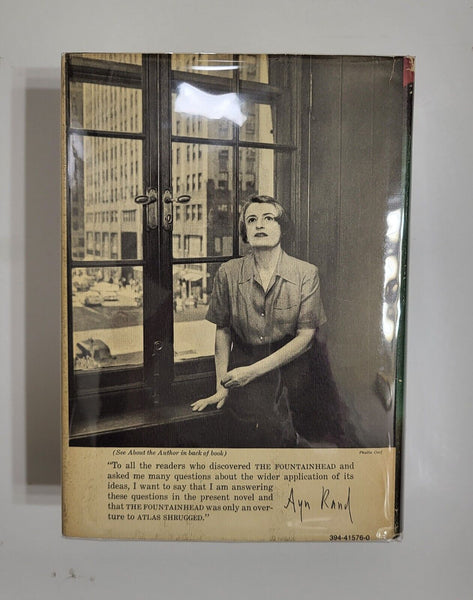 (See About the Author in back of book)
Phyllis Cerf
"To all the readers who discovered THE FOUNTAINHEAD and
asked me many questions about the wider application of its
ideas, I want to say that I am answering
these questions in the present novel and
that THE FOUNTAINHEAD was only an over-
ture to ATLAS SHRUGGED."
Ayn Rand
394-41576-0